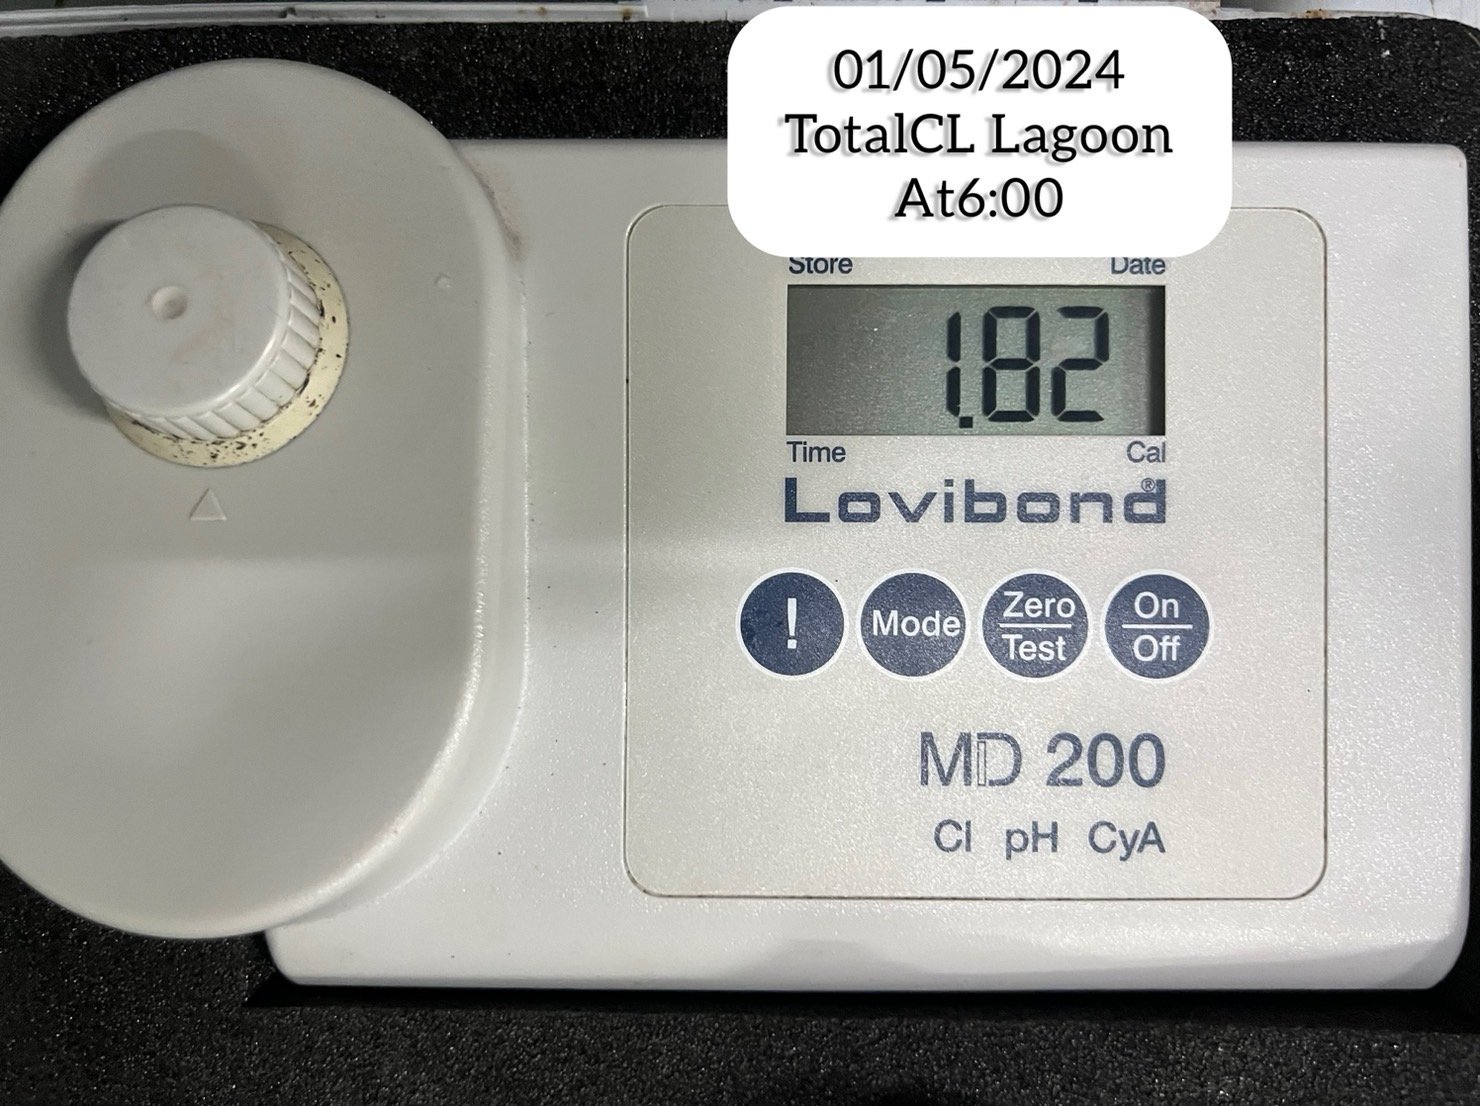 01/05/2024
TotalCL Lagoon
At6:00
Store Date
1.82
Time Cal
Lovibond®
! Mode Zero Test On Off
MD 200
Cl pH CyA